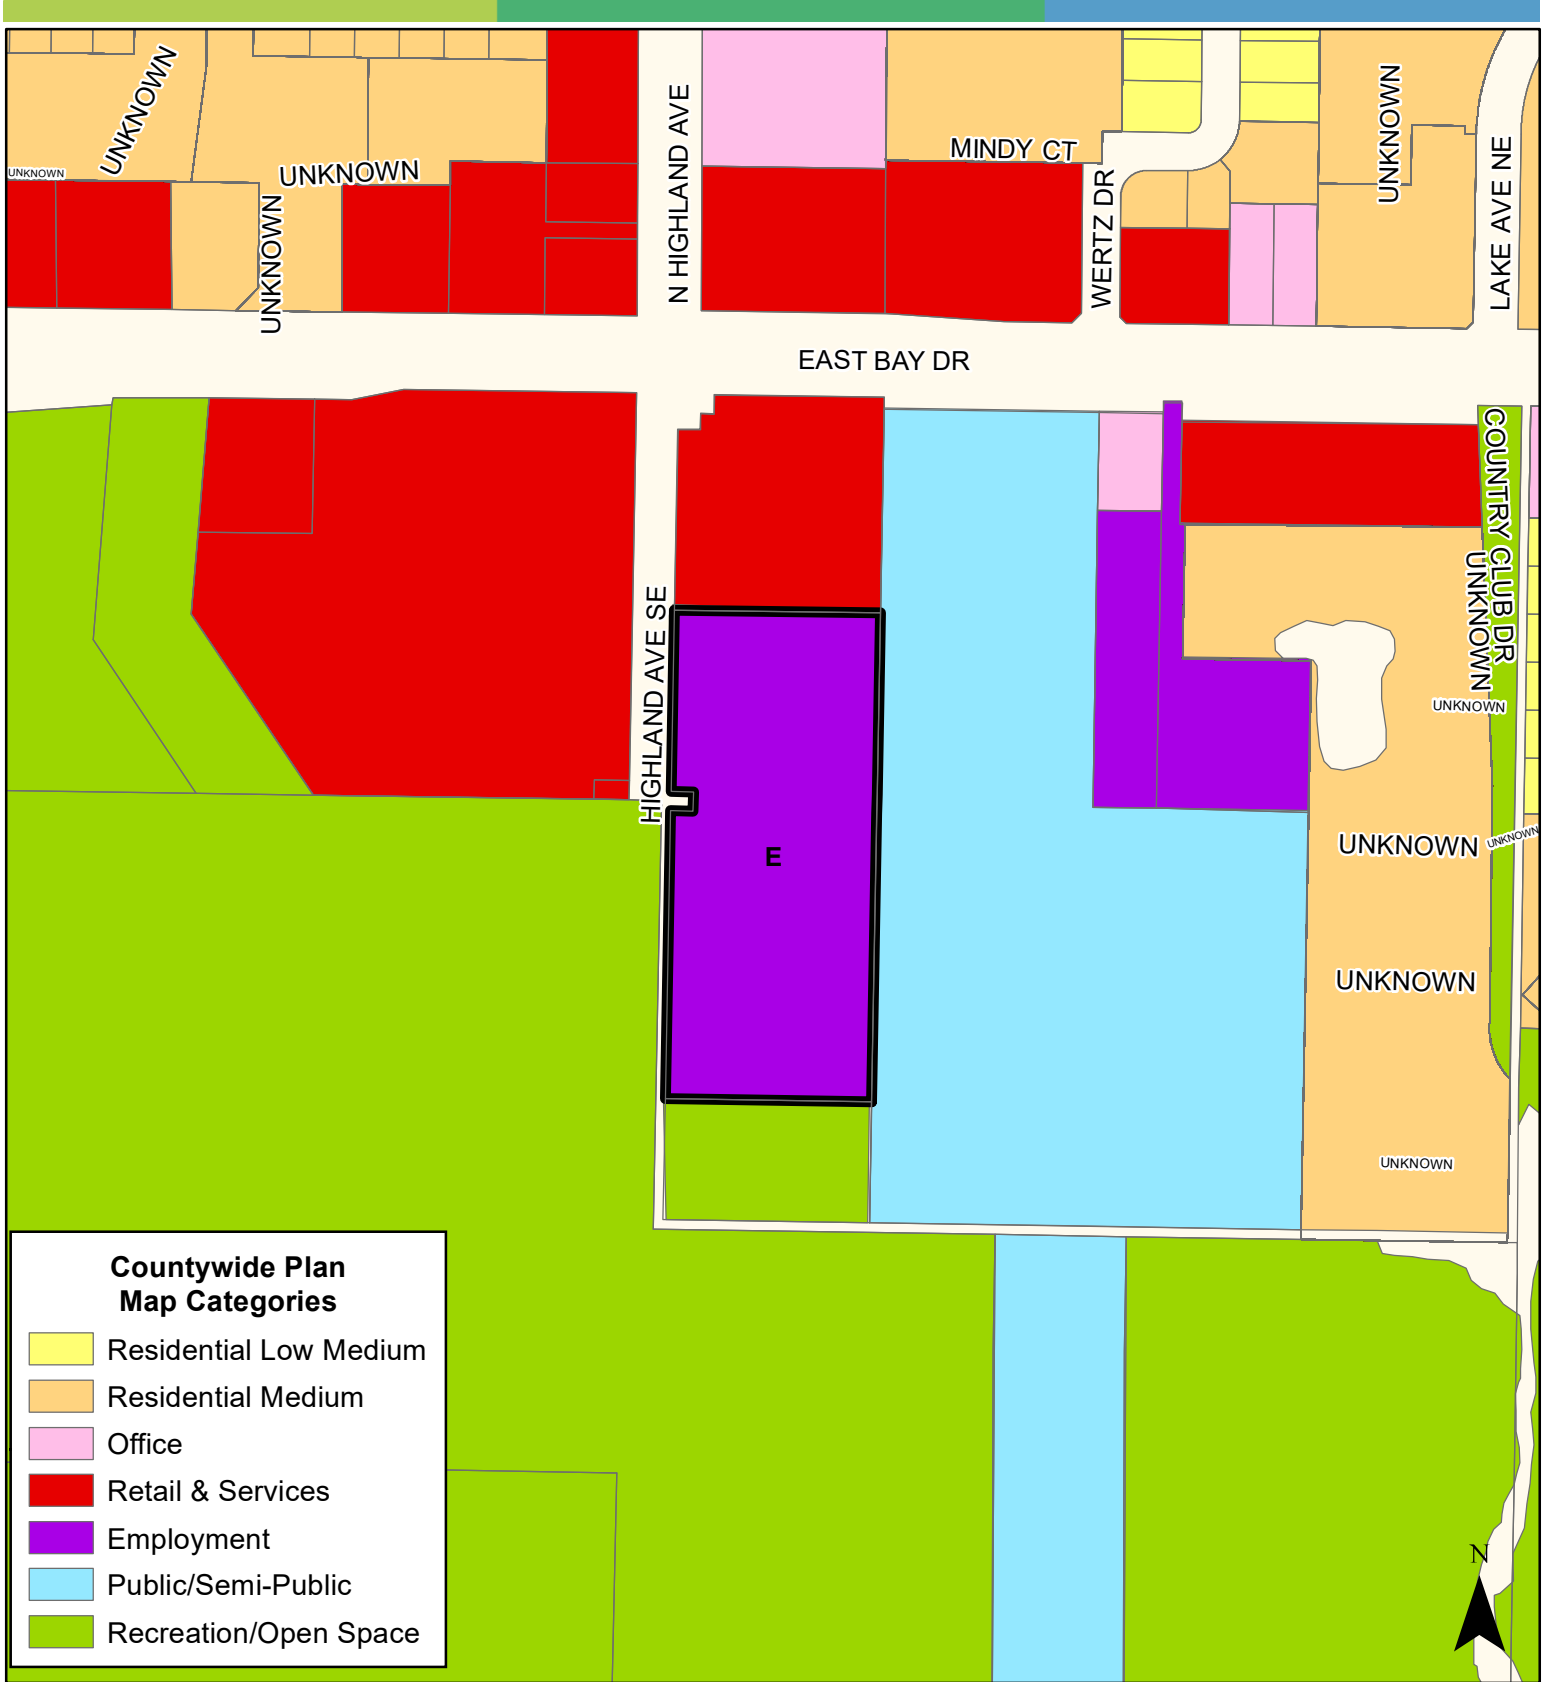 UNKNOWN
UNKNOWN
UNKNOWN
UNKNOWN
N HIGHLAND AVE
MINDY CT
WERTZ DR
UNKNOWN
LAKE AVE NE
EAST BAY DR
HIGHLAND AVE SE
COUNTRY CLUB DR
UNKNOWN
UNKNOWN
UNKNOWN
UNKNOWN
E
UNKNOWN
UNKNOWN
Countywide Plan
Map Categories
Residential Low Medium
Residential Medium
Office
Retail & Services
Employment
Public/Semi-Public
Recreation/Open Space
N